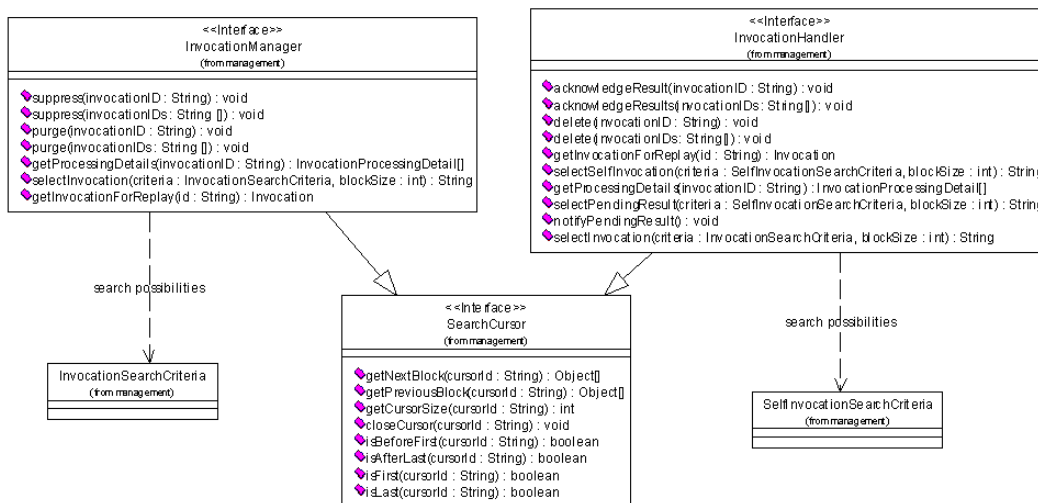 <<Interface>>
InvocationManager
(from management)
suppress(invocationID : String) : void
suppress(invocationIDs : String []) : void
purge(invocationID : String) : void
purge(invocationIDs : String []) : void
getProcessingDetails(invocationID : String) : InvocationProcessingDetail[]
selectInvocation(criteria : InvocationSearchCriteria, blockSize : int) : String
getInvocationForReplay(id : String) : Invocation
<<Interface>>
InvocationHandler
(from management)
acknowledgeResult(invocationID : String) : void
acknowledgeResults(invocationIDs : String[]) : void
delete(invocationID : String) : void
delete(invocationIDs: String[]) : void
getInvocationForReplay(id : String) : Invocation
selectSelfInvocation(criteria : SelfInvocationSearchCriteria, blockSize : int) : String
getProcessingDetails(invocationID : String) : InvocationProcessingDetail[]
selectPendingResult(criteria : SelfInvocationSearchCriteria, blockSize : int) : String
notifyPendingResult() : void
selectInvocation(criteria : InvocationSearchCriteria, blockSize : int) : String
search possibilities
search possibilities
InvocationSearchCriteria
(from management)
<<Interface>>
SearchCursor
(from management)
getNextBlock(cursorId : String) : Object[]
getPreviousBlock(cursorId : String) : Object[]
getCursorSize(cursorId : String) : int
closeCursor(cursorId : String) : void
isBeforeFirst(cursorId : String) : boolean
isAfterLast(cursorId : String) : boolean
isFirst(cursorId : String) : boolean
isLast(cursorId : String) : boolean
SelfInvocationSearchCriteria
(from management)